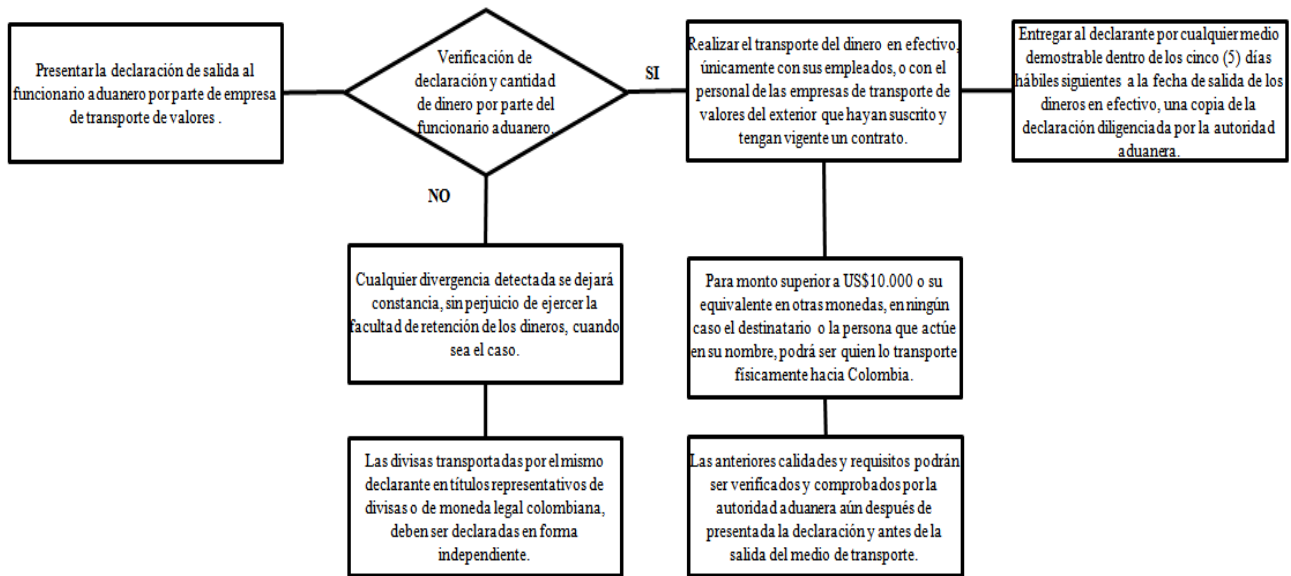 Presentar la declaración de salida al
funcionario aduanero por parte de empresa
de transporte de valores .
Verificación de
declaración y cantidad
de dinero por parte del
funcionario aduanero,
SI
Realizar el transporte del dinero en efectivo,
únicamente con sus empleados, o con el
personal de las empresas de transporte de
valores del exterior que hayan suscrito y
tengan vigente un contrato.
Entregar al declarante por cualquier medio
demostrable dentro de los cinco (5) días
hábiles siguientes a la fecha de salida de los
dineros en efectivo, una copia de la
declaración diligenciada por la autoridad
aduanera.
NO
Cualquier divergencia detectada se dejará
constancia, sin perjuicio de ejercer la
facultad de retención de los dineros, cuando
sea el caso.
Para monto superior a US$10.000 o su
equivalente en otras monedas, en ningún
caso el destinatario o la persona que actúe
en su nombre, podrá ser quien lo transporte
físicamente hacia Colombia.
Las divisas transportadas por el mismo
declarante en títulos representativos de
divisas o de moneda legal colombiana,
deben ser declaradas en forma
independiente.
Las anteriores calidades y requisitos podrán
ser verificados y comprobados por la
autoridad aduanera aún después de
presentada la declaración y antes de la
salida del medio de transporte.